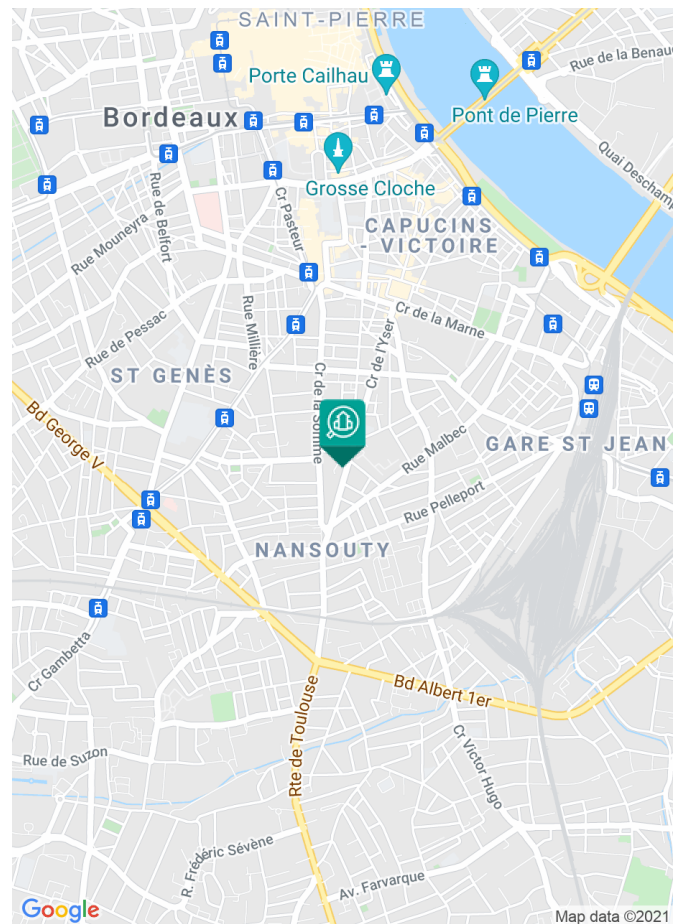 SAINT-PIERRE
Rue de la Benaug
Porte Cailhau
Pont de Pierre
Bordeaux
Quai Deschamps
Grosse Cloche
Rue de Belfort
Cr Pasteur
CAPUCINS
- VICTOIRE
Rue Mouneyra
Rue Millière
Cr de la Marne
Rue de Pessac
Cr de l'Yser
ST GENÈS
Cr de la Somme
Bd George V
Rue Malbec
GARE ST JEAN
Rue Pelleport
NANSOUTY
Cr Gambetta
Bd Albert 1er
Rte de Toulouse
Rue de Suzon
Cr Victor Hugo
R. Frédéric Sévène
Av. Farvarque
Google
Map data ©2021